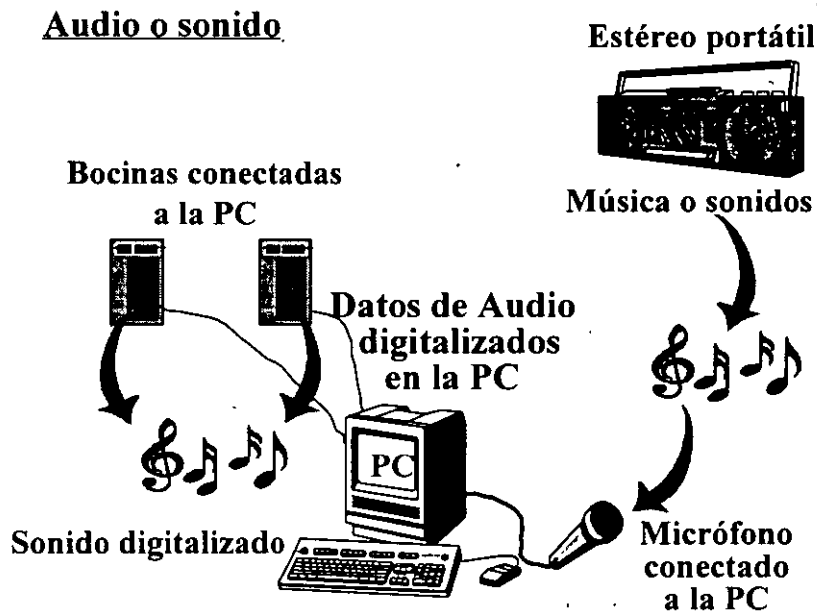 Audio o sonido
Estéreo portátil
Bocinas conectadas
a la PC
Música o sonidos
Datos de Audio
digitalizados
en la PC
PC
Sonido digitalizado
Micrófono
conectado
a la PC